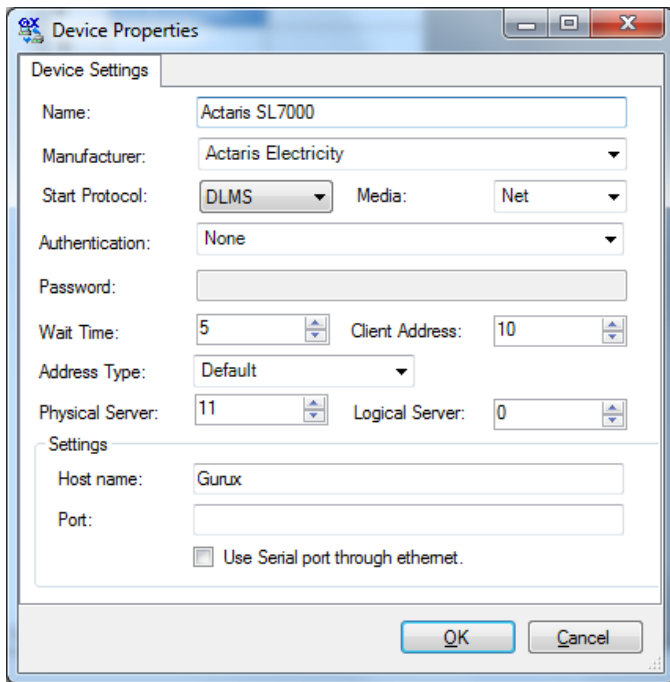 Device Properties
Device Settings
Name: Actaris SL7000
Manufacturer: Actaris Electricity
Start Protocol: DLMS Media: Net
Authentication: None
Password:
Wait Time: 5 Client Address: 10
Address Type: Default
Physical Server: 11 Logical Server: 0
Settings
Host name: Gurux
Port:
Use Serial port through ethernet.
OK Cancel